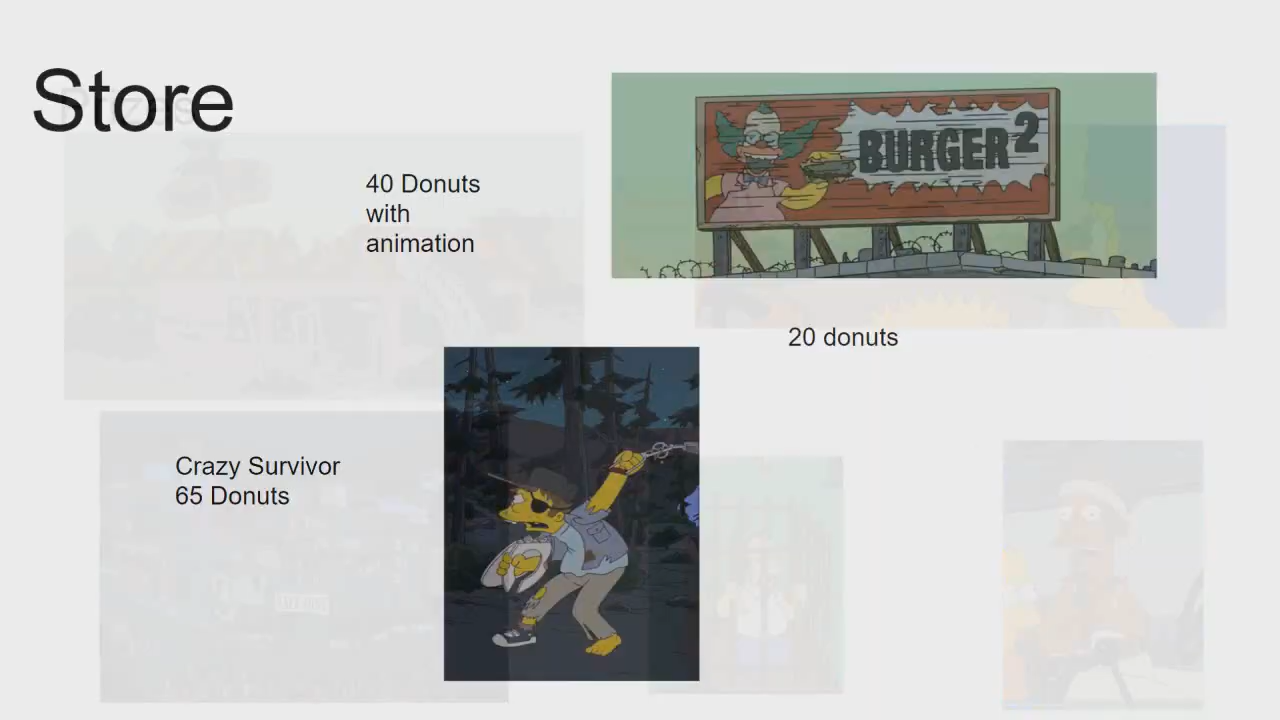 Store
40 Donuts
with
animation
BURGER²
20 donuts
Crazy Survivor
65 Donuts